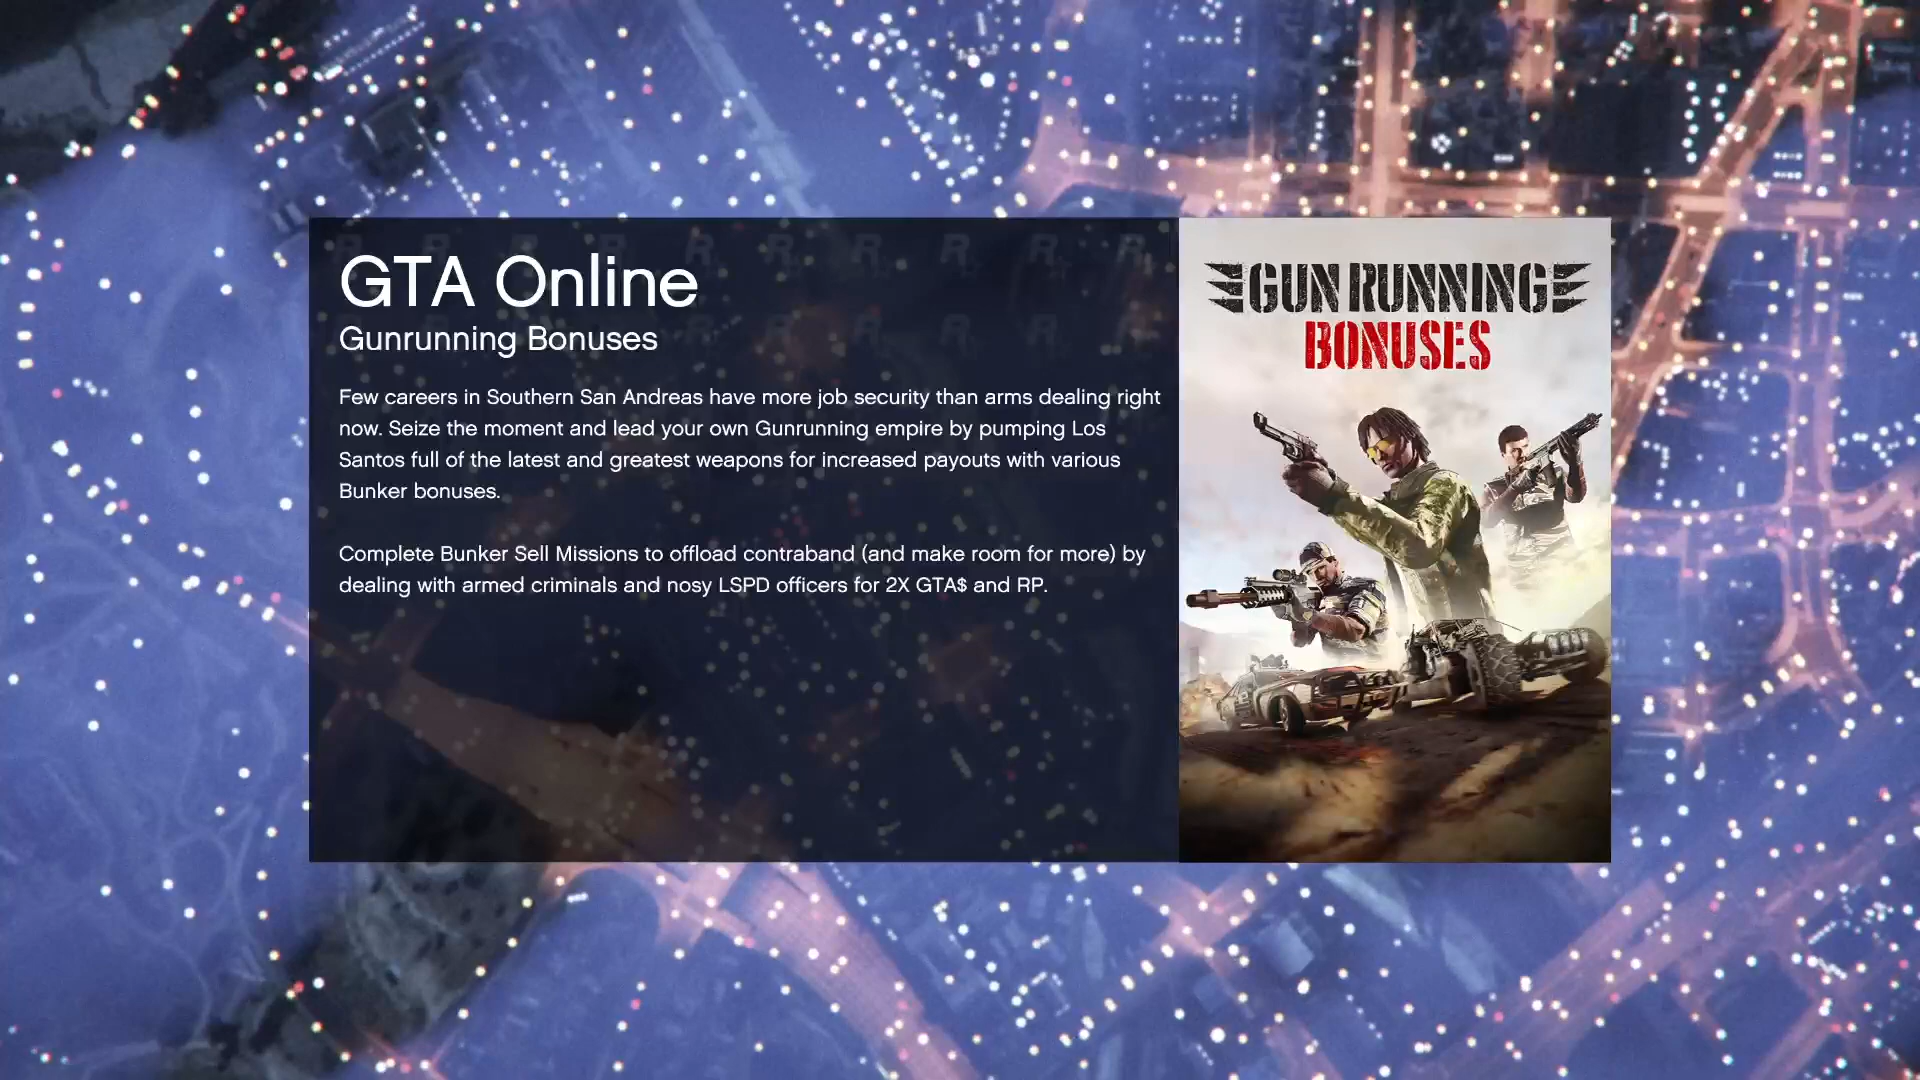 GTA Online
Gunrunning Bonuses
Few careers in Southern San Andreas have more job security than arms dealing right
now. Seize the moment and lead your own Gunrunning empire by pumping Los
Santos full of the latest and greatest weapons for increased payouts with various
Bunker bonuses.
Complete Bunker Sell Missions to offload contraband (and make room for more) by
dealing with armed criminals and nosy LSPD officers for 2X GTA$ and RP.
GUN RUNNING
BONUSES